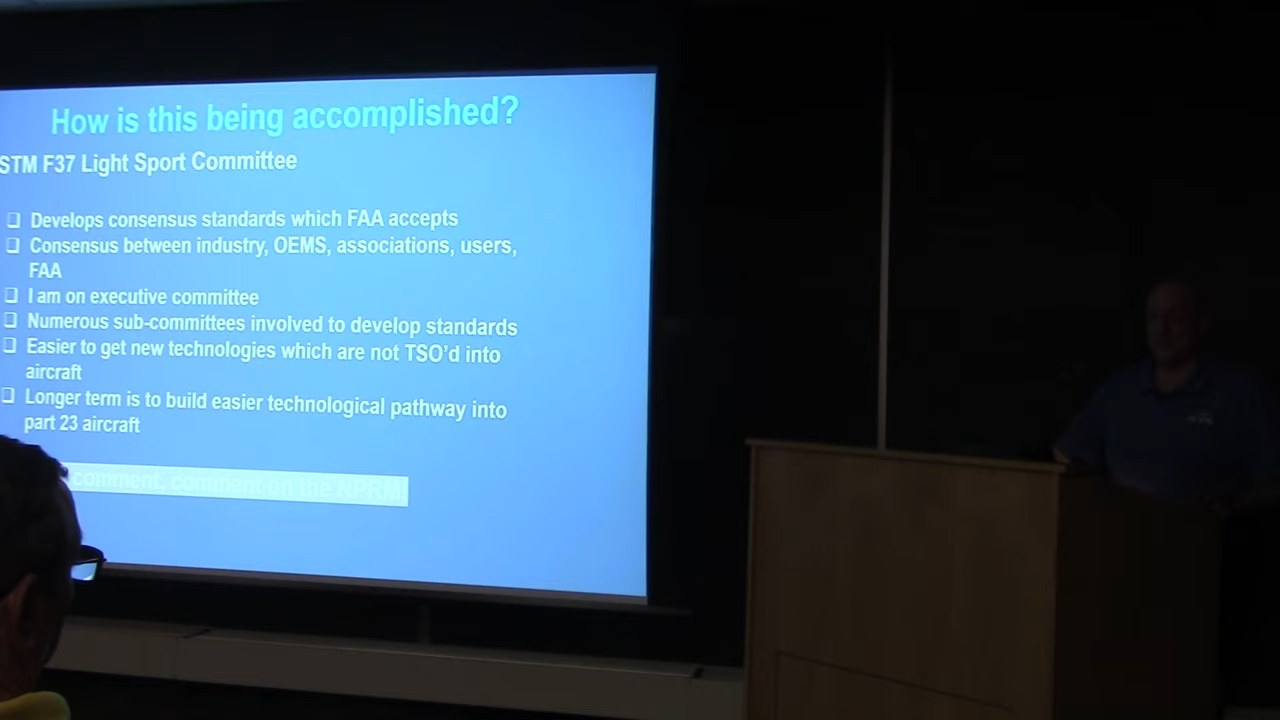 How is this being accomplished?
STM F37 Light Sport Committee
❑ Develops consensus standards which FAA accepts
❑ Consensus between industry, OEMS, associations, users,
FAA
❑ I am on executive committee
❑ Numerous sub-committees involved to develop standards
❑ Easier to get new technologies which are not TSO'd into
aircraft
❑ Longer term is to build easier technological pathway into
part 23 aircraft
comment, comment on the NPRM!